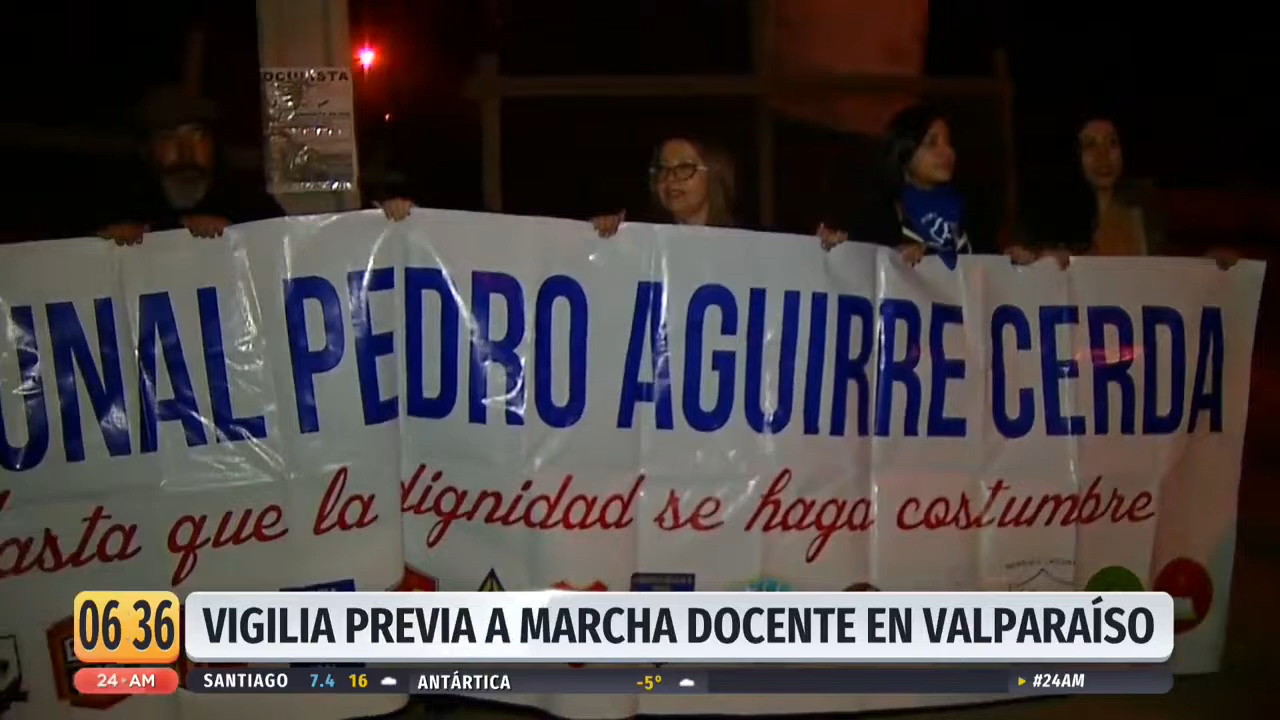 OCULISTA
UNAL PEDRO AGUIRRE CERDA
asta que la dignidad se haga costumbre
06 36
VIGILIA PREVIA A MARCHA DOCENTE EN VALPARAÍSO
24 AM
SANTIAGO 7.4 16 ANTÁRTICA -5° #24AM